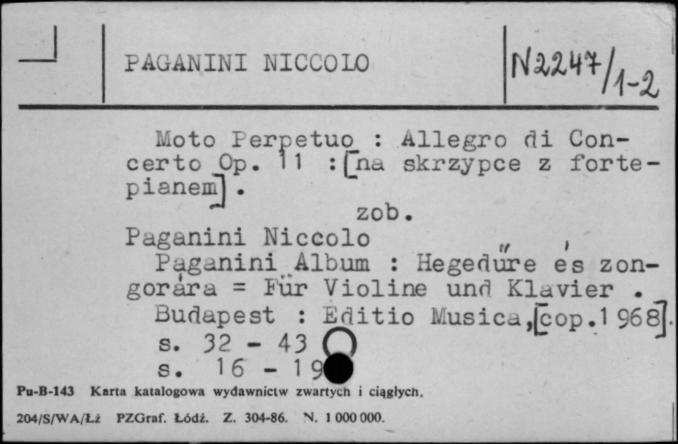 PAGANINI NICCOLO
N2247/1-2
Moto Perpetuo : Allegro di Con-
certo Op. 11 : [na skrzypce z forte-
pianem] .
zob.
Paganini Niccolo
Paganini Album : Hegedűre és zon-
gorára = Für Violine und Klavier .
Budapest : Editio Musica,[cop.1968].
s. 32 - 43
s. 16 - 19
Pu-B-143 Karta katalogowa wydawnictw zwartych i ciągłych.
204/S/WA/Łż PZGraf. Łódź. Z. 304-86. N. 1 000 000.